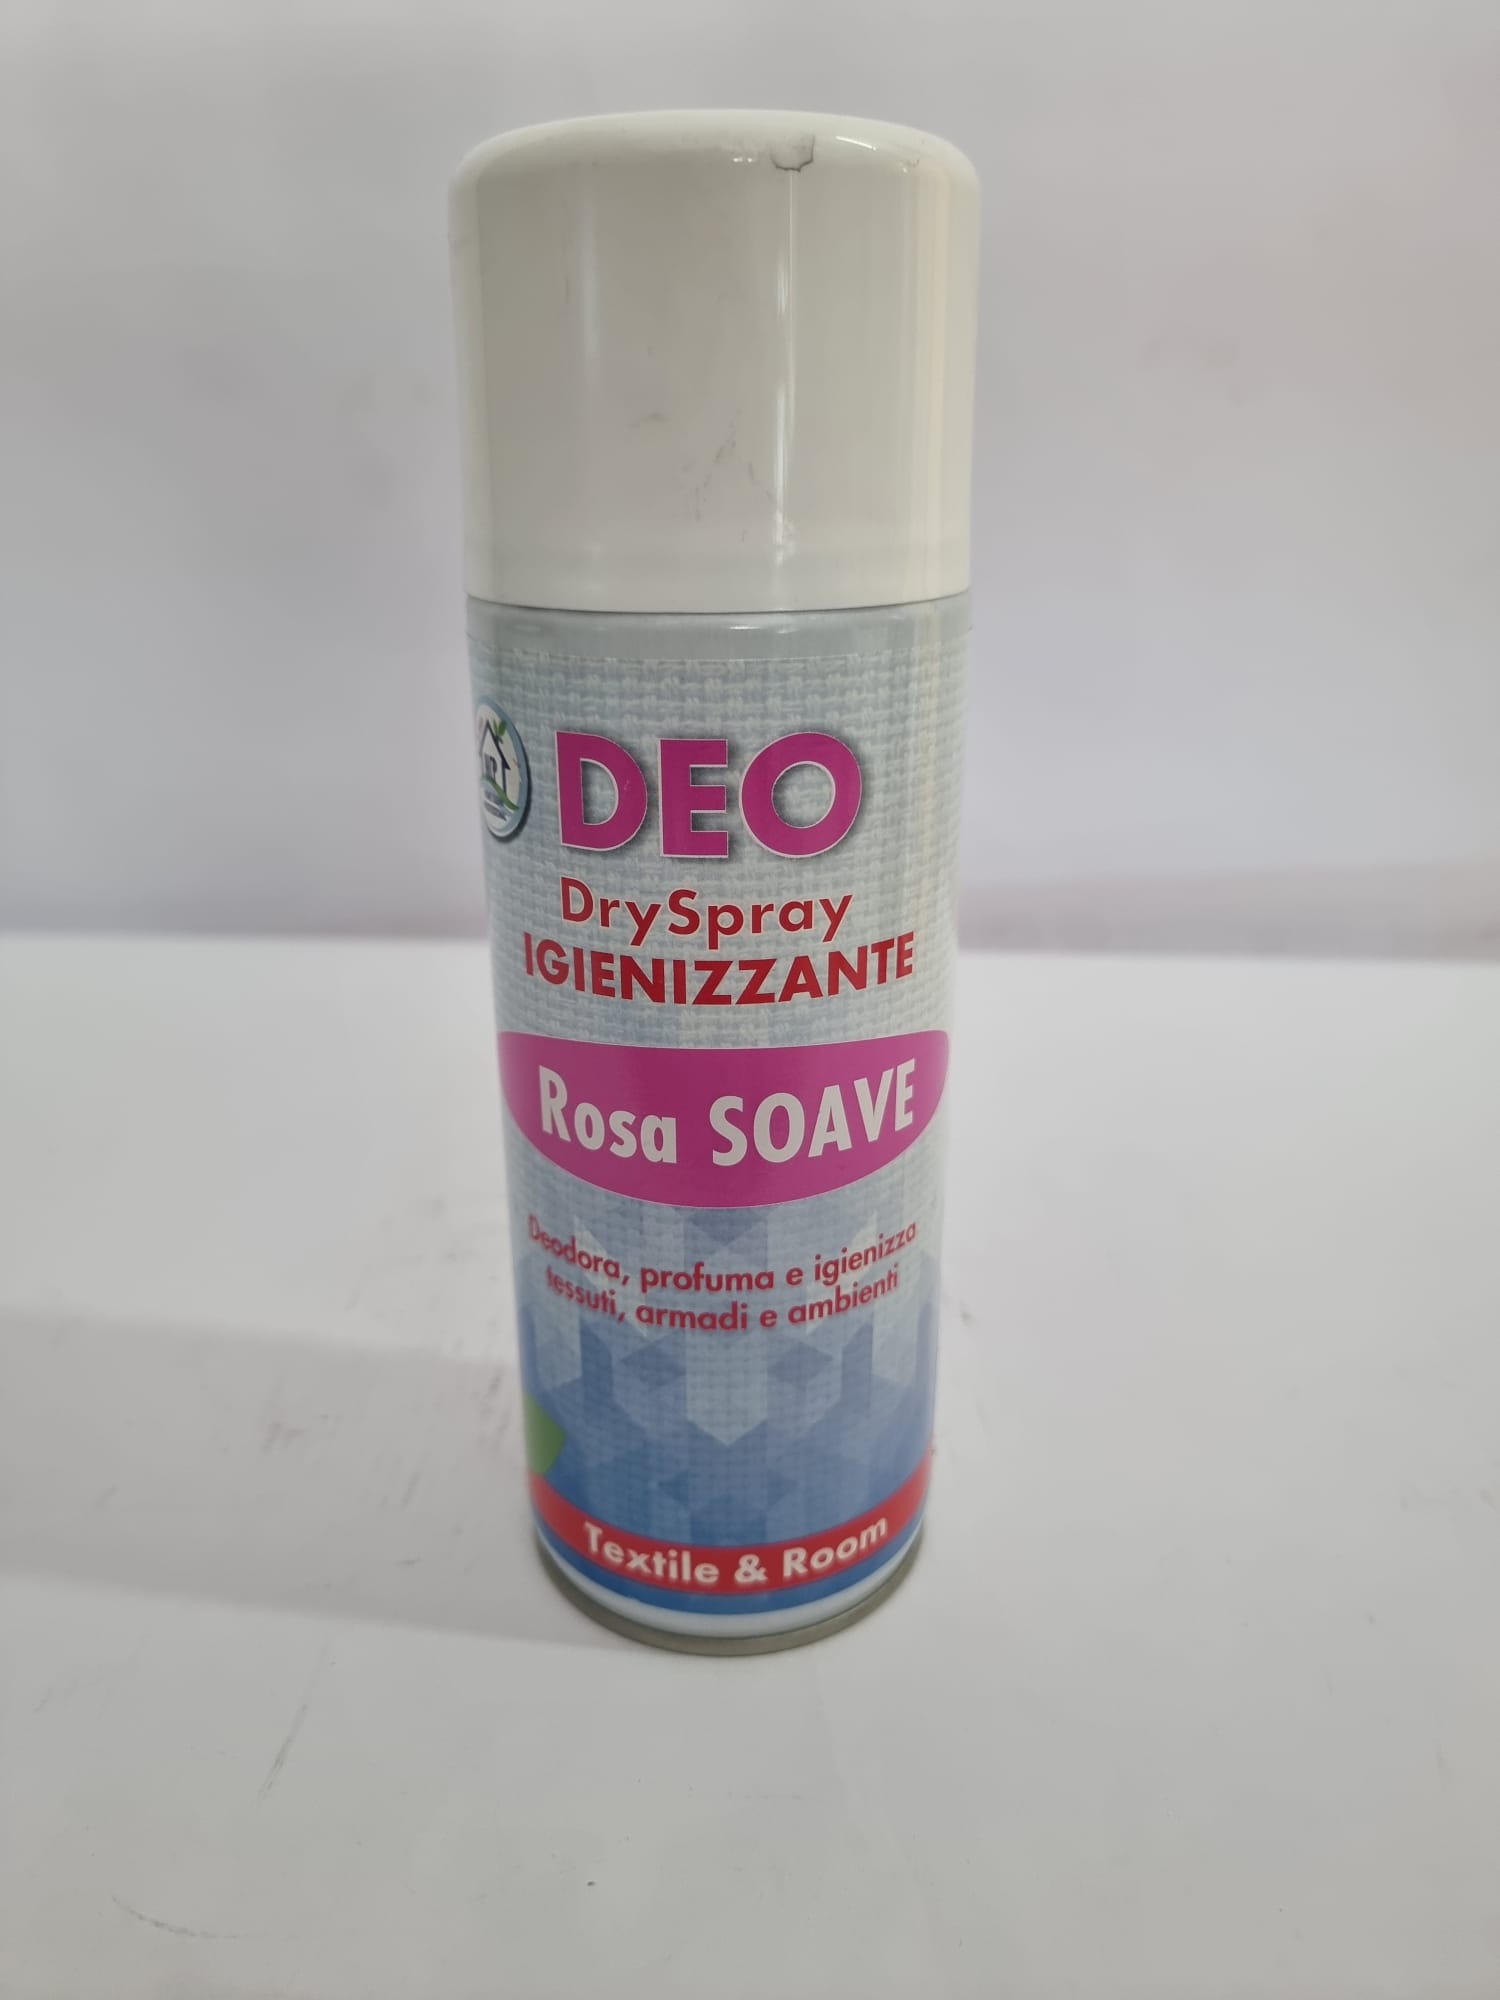 DEO
DrySpray
IGIENIZZANTE
Rosa SOAVE
Deodora, profuma e igienizza
tessuti, armadi e ambienti
Textile & Room